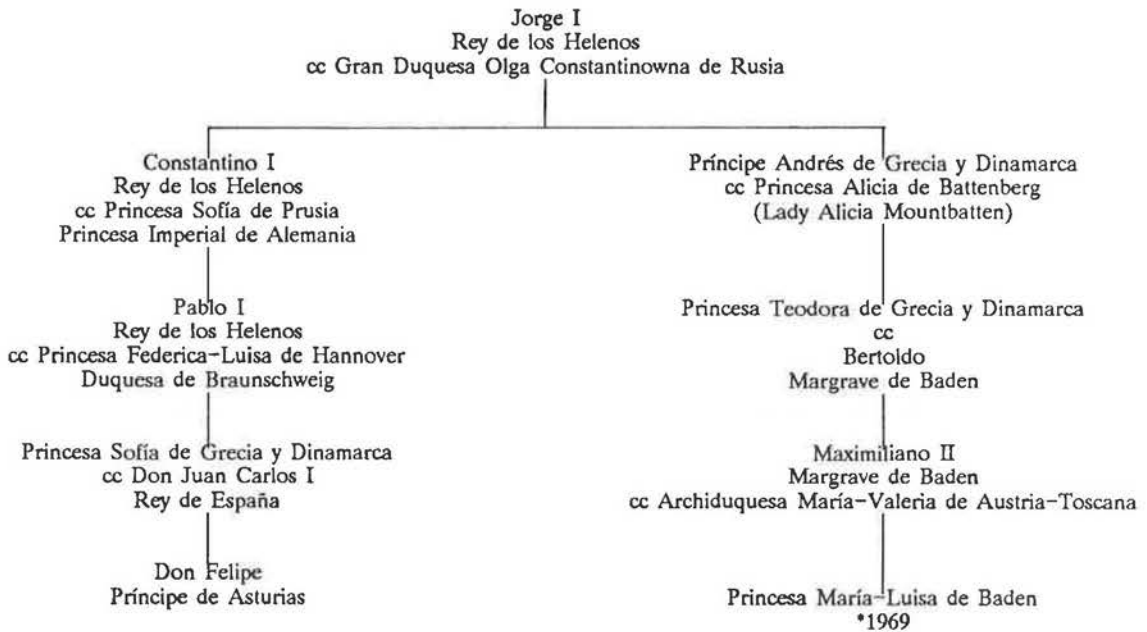 Jorge I
Rey de los Helenos
cc Gran Duquesa Olga Constantinowna de Rusia
Constantino I
Rey de los Helenos
cc Princesa Sofía de Prusia
Princesa Imperial de Alemania
Pablo I
Rey de los Helenos
cc Princesa Federica-Luisa de Hannover
Duquesa de Braunschweig
Princesa Sofía de Grecia y Dinamarca
cc Don Juan Carlos I
Rey de España
Don Felipe
Príncipe de Asturias
Príncipe Andrés de Grecia y Dinamarca
cc Princesa Alicia de Battenberg
(Lady Alicia Mountbatten)
Princesa Teodora de Grecia y Dinamarca
cc
Bertoldo
Margrave de Baden
Maximiliano II
Margrave de Baden
cc Archiduquesa María-Valeria de Austria-Toscana
Princesa María-Luisa de Baden
*1969